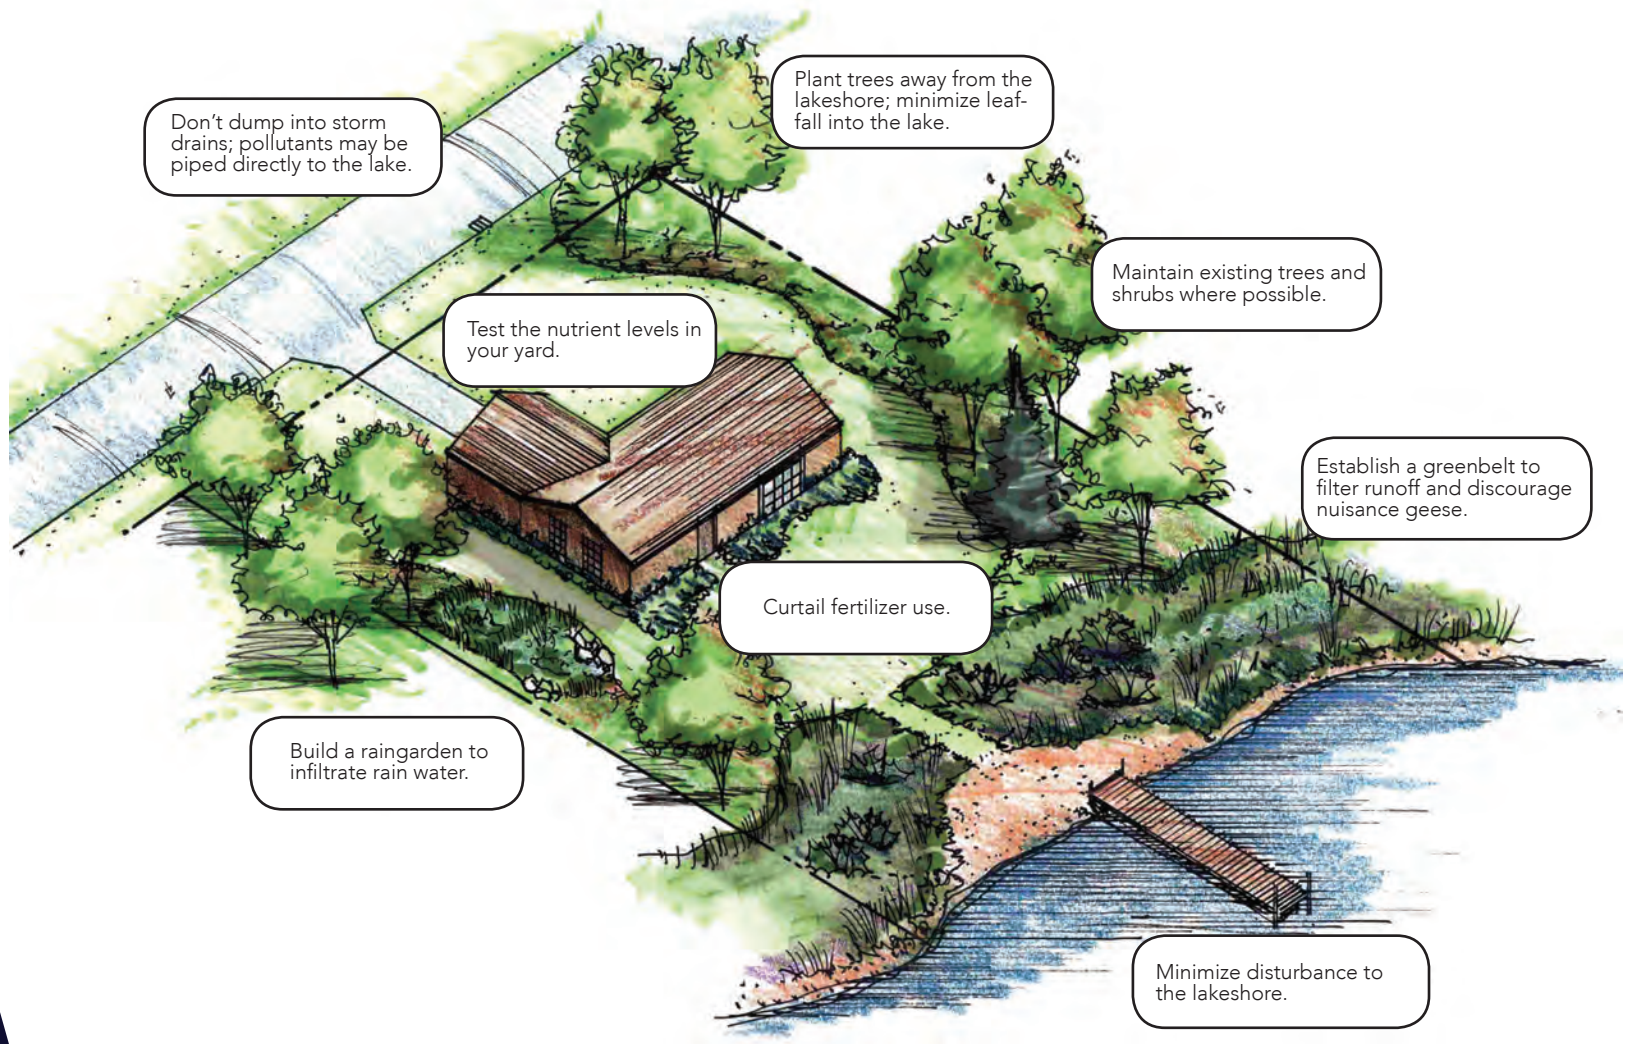 Plant trees away from the
lakeshore; minimize leaf-
fall into the lake.
Don't dump into storm
drains; pollutants may be
piped directly to the lake.
Maintain existing trees and
shrubs where possible.
Test the nutrient levels in
your yard.
Establish a greenbelt to
filter runoff and discourage
nuisance geese.
Curtail fertilizer use.
Build a raingarden to
infiltrate rain water.
Minimize disturbance to
the lakeshore.